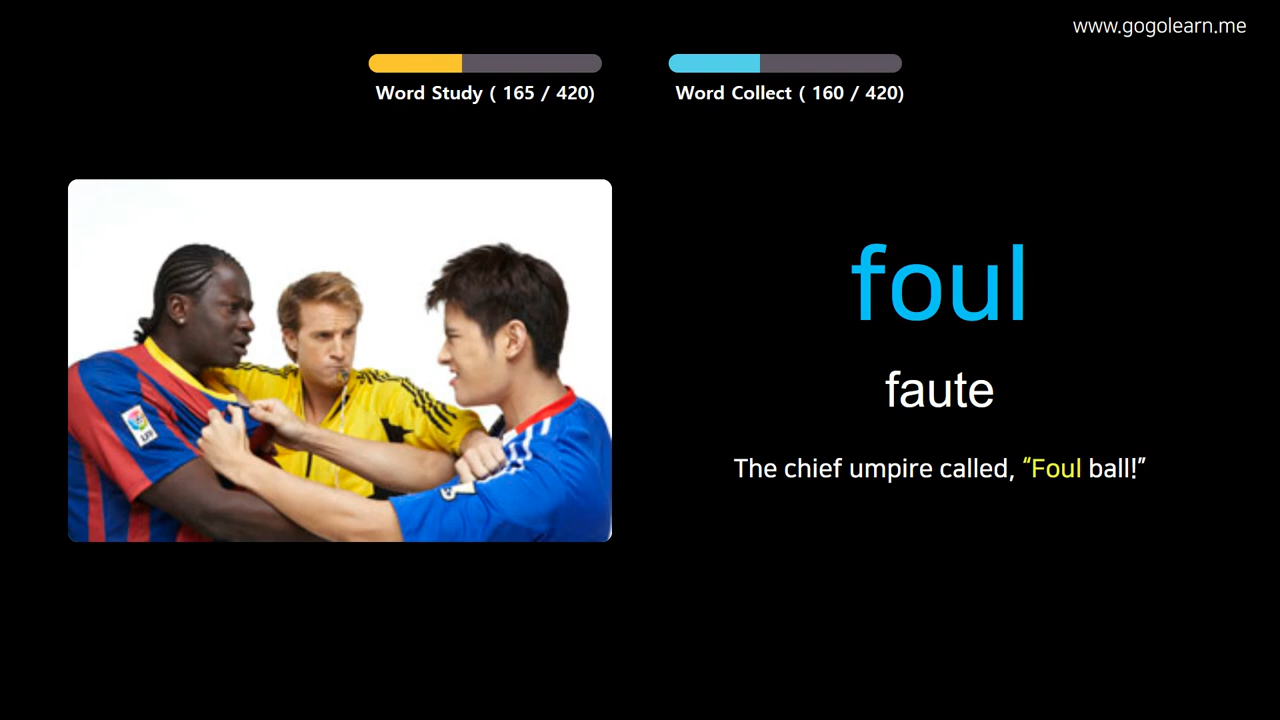 www.gogolearn.me
Word Study ( 165 / 420)
Word Collect ( 160 / 420)
foul
faute
The chief umpire called, “Foul ball!”